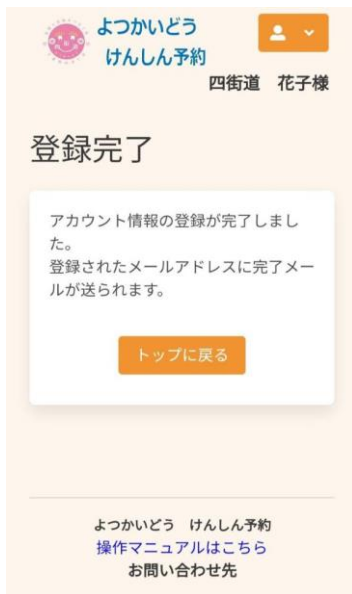 よつかいどう
けんしん予約
四街道　花子様
登録完了
アカウント情報の登録が完了しまし
た。
登録されたメールアドレスに完了メー
ルが送られます。
トップに戻る
よつかいどう　けんしん予約
操作マニュアルはこちら
お問い合わせ先